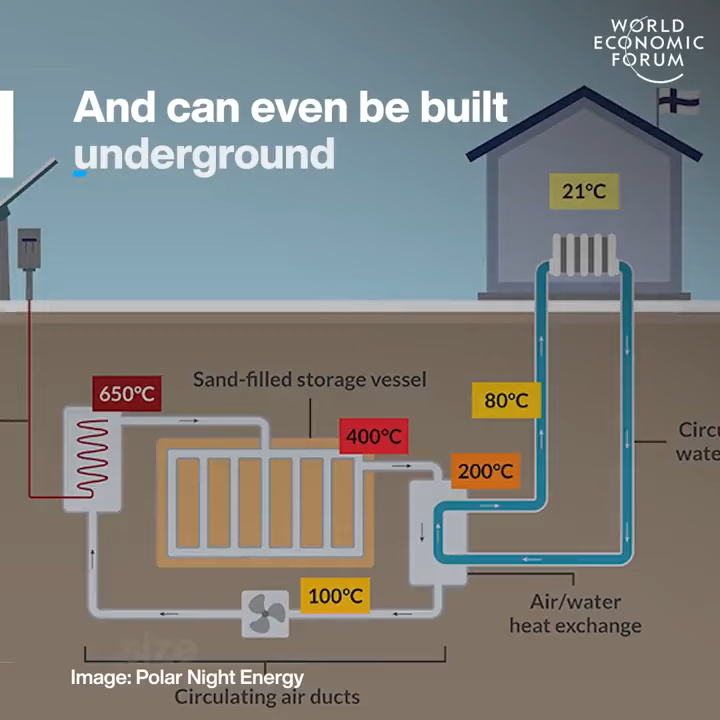 WORLD
ECONOMIC
FORUM
And can even be built
underground
21°C
650°C
Sand-filled storage vessel
400°C
80°C
200°C
100°C
Air/water
heat exchange
size
Image: Polar Night Energy
Circulating air ducts